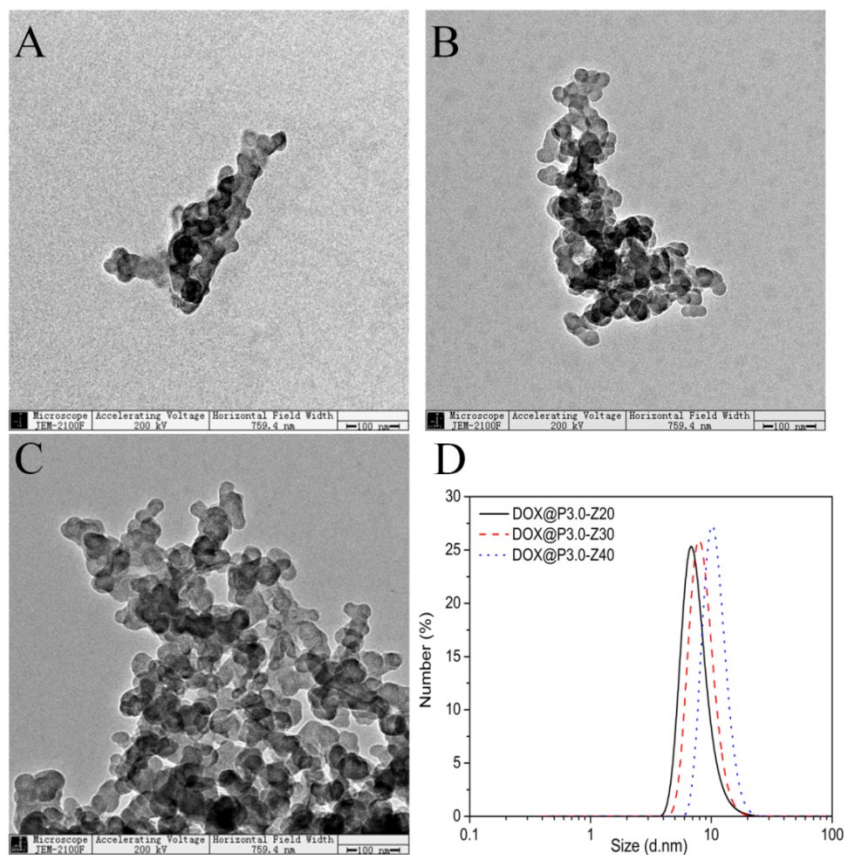 A
Microscope Accelerating Voltage Horizontal Field Width
JEM-2100F 200 kV 759.4 nm 100 nm
B
Microscope Accelerating Voltage Horizontal Field Width
JEM-2100F 200 kV 759.4 nm 100 nm
C
Microscope Accelerating Voltage Horizontal Field Width
JEM-2100F 200 kV 759.4 nm 100 nm
D
30
25
20
15
10
5
0
Number (%)
DOX@P3.0-Z20
DOX@P3.0-Z30
DOX@P3.0-Z40
0.1 1 10 100
Size (d.nm)